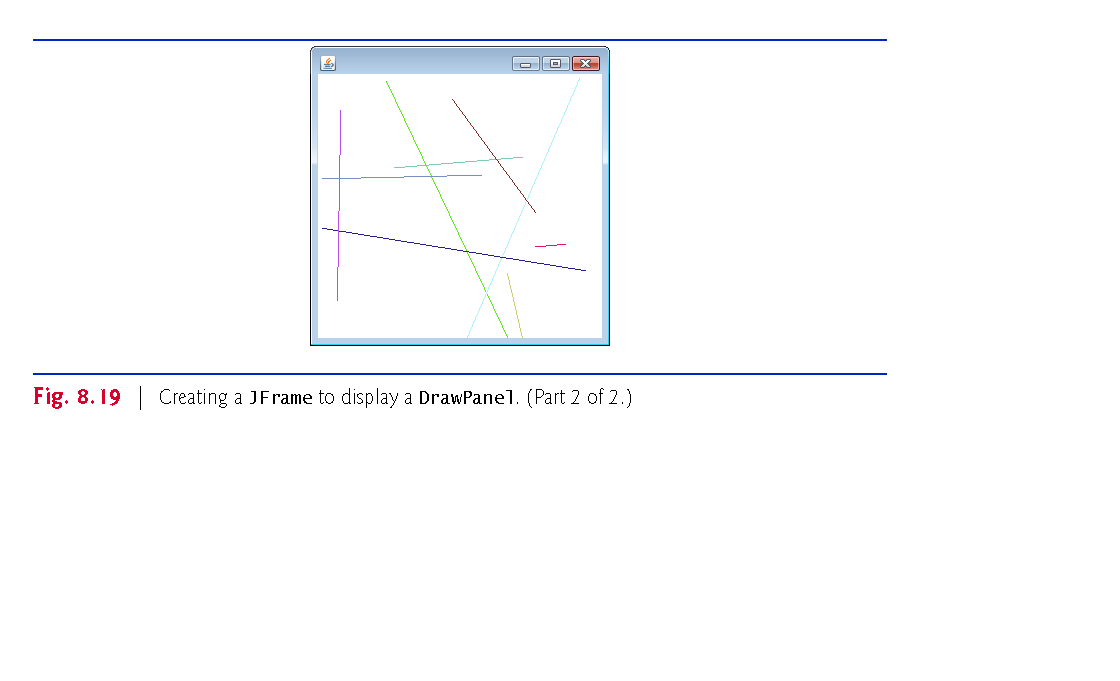 Fig. 8.19 | Creating a JFrame to display a DrawPanel. (Part 2 of 2.)